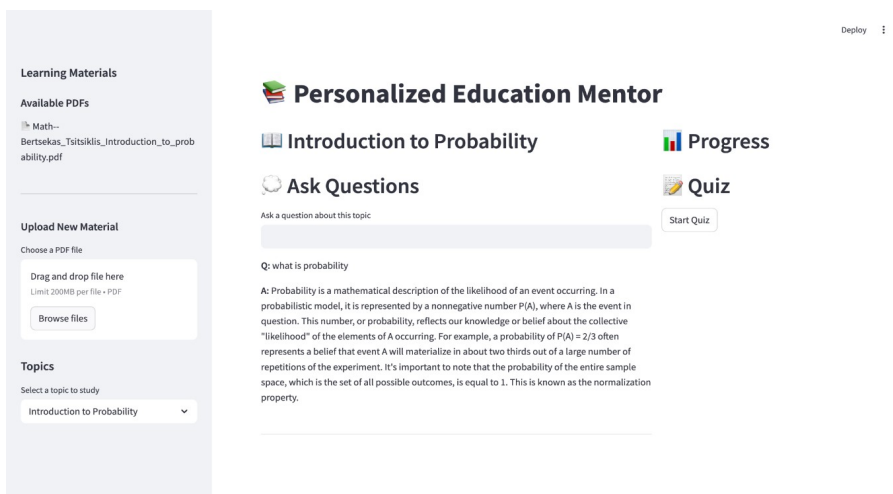 Deploy
Learning Materials
Available PDFs
Math--
Bertsekas_Tsitsiklis_Introduction_to_prob
ability.pdf
Upload New Material
Choose a PDF file
Drag and drop file here
Limit 200MB per file • PDF
Browse files
Topics
Select a topic to study
Introduction to Probability
Personalized Education Mentor
Introduction to Probability
Ask Questions
Ask a question about this topic
Q: what is probability
A: Probability is a mathematical description of the likelihood of an event occurring. In a
probabilistic model, it is represented by a nonnegative number P(A), where A is the event in
question. This number, or probability, reflects our knowledge or belief about the collective
"likelihood" of the elements of A occurring. For example, a probability of P(A) = 2/3 often
represents a belief that event A will materialize in about two thirds out of a large number of
repetitions of the experiment. It's important to note that the probability of the entire sample
space, which is the set of all possible outcomes, is equal to 1. This is known as the normalization
property.
Progress
Quiz
Start Quiz